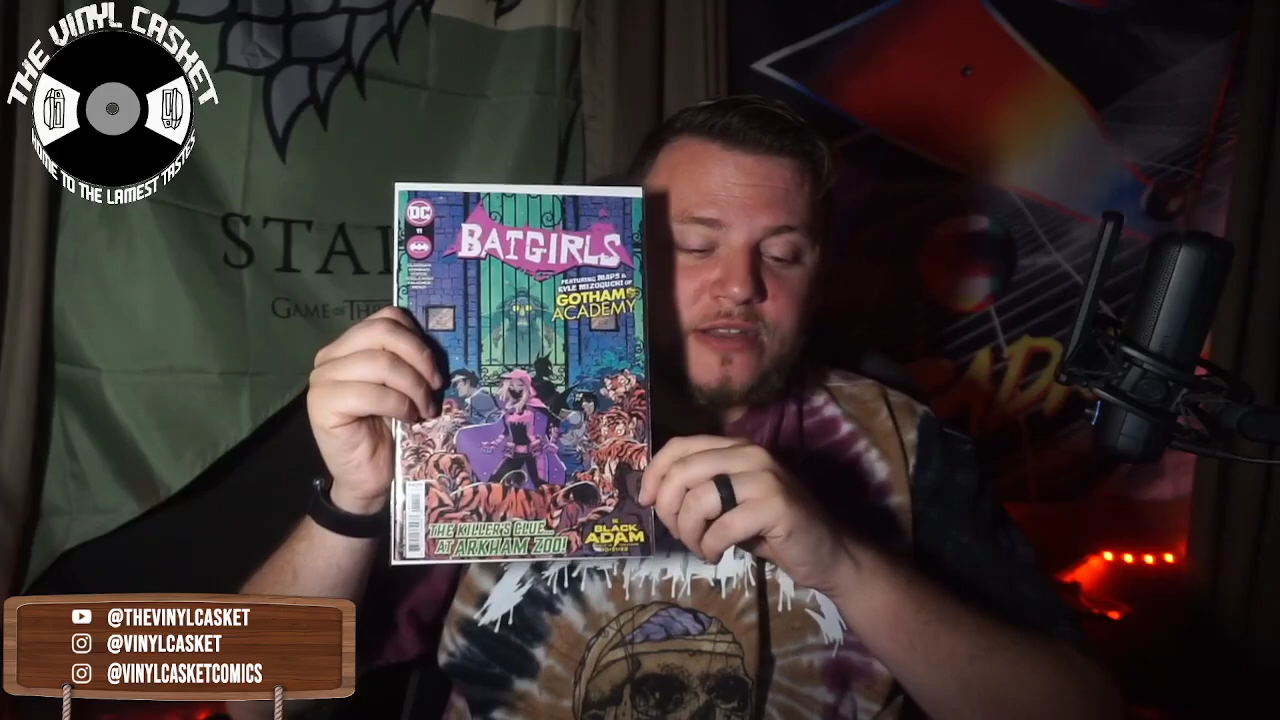 THE VINYL CASKET
HOME TO THE LAMEST TASTES
STA
GAME OF TH
DC
11
BATGIRLS
FEATURING MAPS &
KYLE MIZOGUCHI OF
GOTHAM
ACADEMY
THE KILLER'S CLUE...
AT ARKHAM ZOO!
BLACK
ADAM
@THEVINYLCASKET
@VINYLCASKET
@VINYLCASKETCOMICS